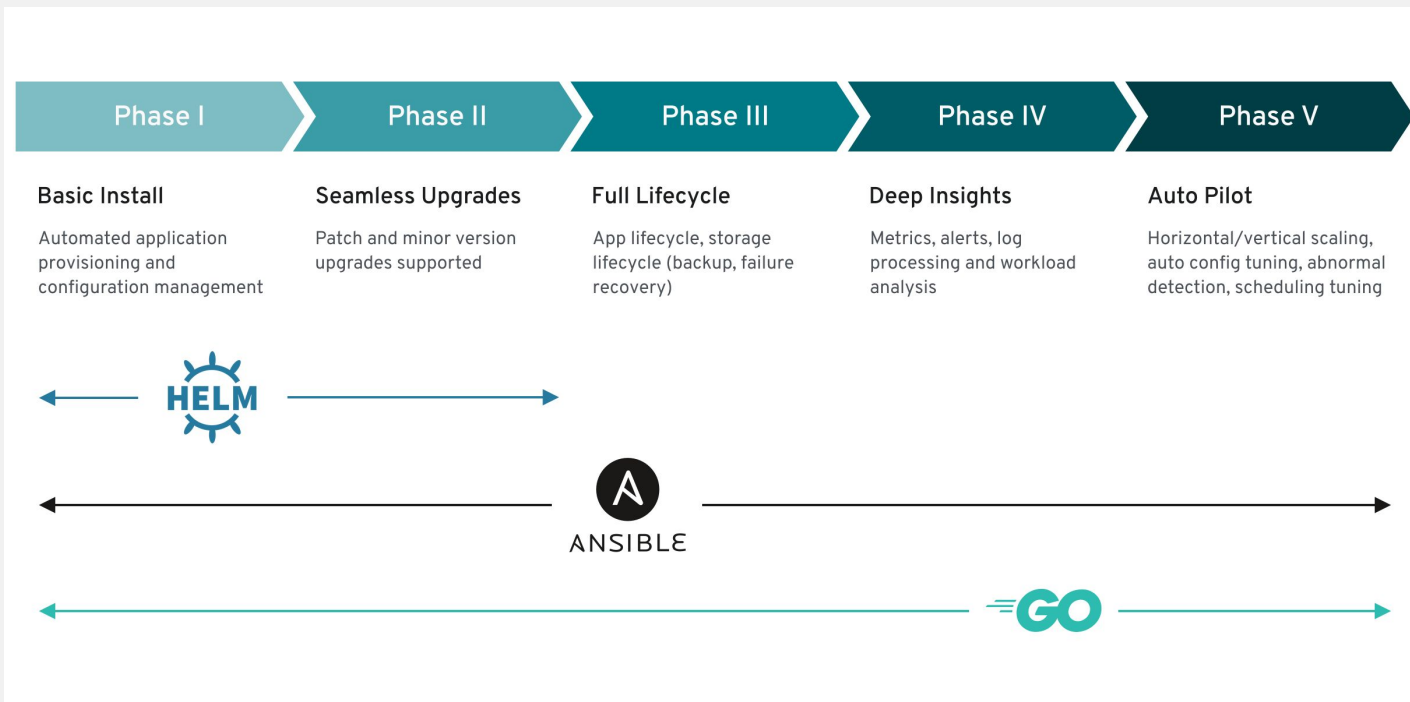 Phase I
Phase II
Phase III
Phase IV
Phase V
Basic Install
Automated application
provisioning and
configuration management
Seamless Upgrades
Patch and minor version
upgrades supported
Full Lifecycle
App lifecycle, storage
lifecycle (backup, failure
recovery)
Deep Insights
Metrics, alerts, log
processing and workload
analysis
Auto Pilot
Horizontal/vertical scaling,
auto config tuning, abnormal
detection, scheduling tuning
HELM
A
ANSIBLE
GO